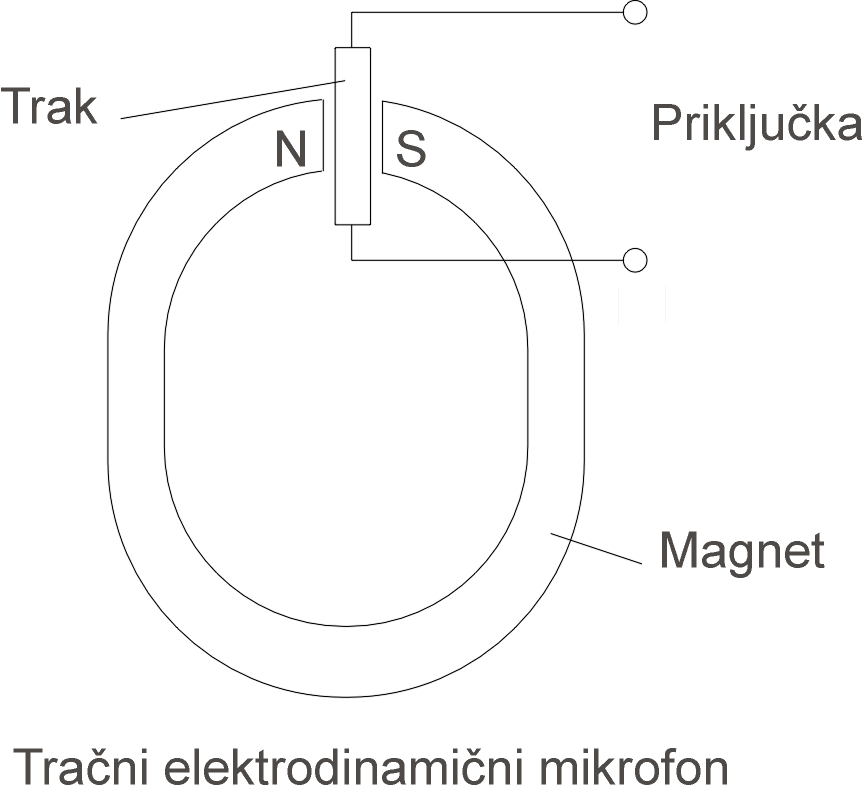 Trak
Priključka
N
S
Magnet
Tračni elektrodinamični mikrofon